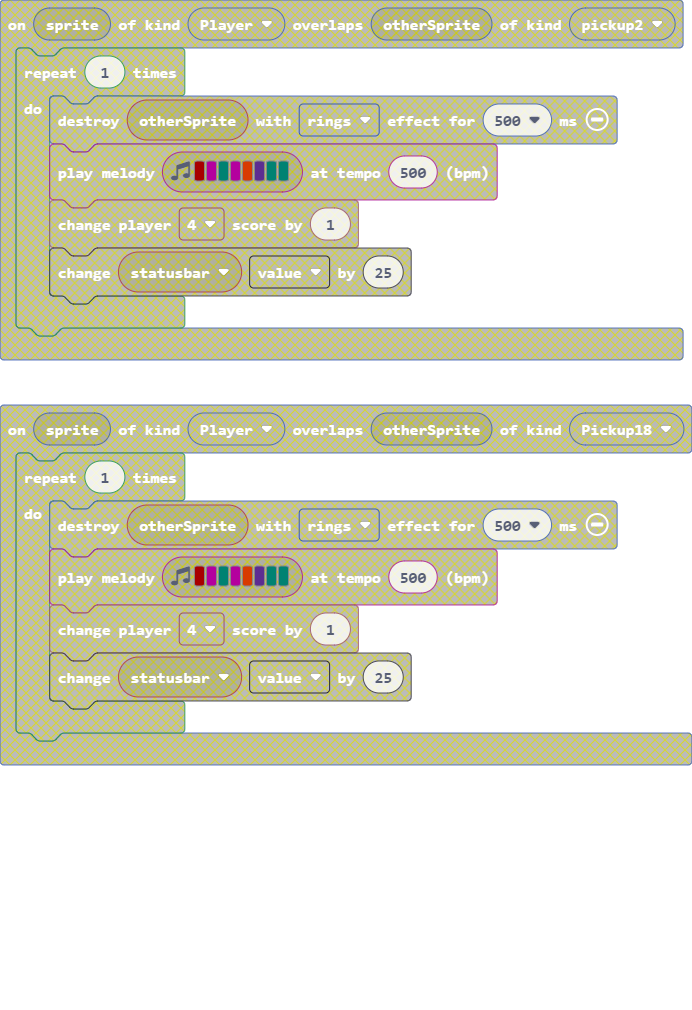 on sprite of kind Player overlaps otherSprite of kind pickup2
repeat 1 times
do
destroy otherSprite with rings effect for 500 ms
play melody at tempo 500 (bpm)
change player 4 score by 1
change statusbar value by 25
on sprite of kind Player overlaps otherSprite of kind Pickup18
repeat 1 times
do
destroy otherSprite with rings effect for 500 ms
play melody at tempo 500 (bpm)
change player 4 score by 1
change statusbar value by 25